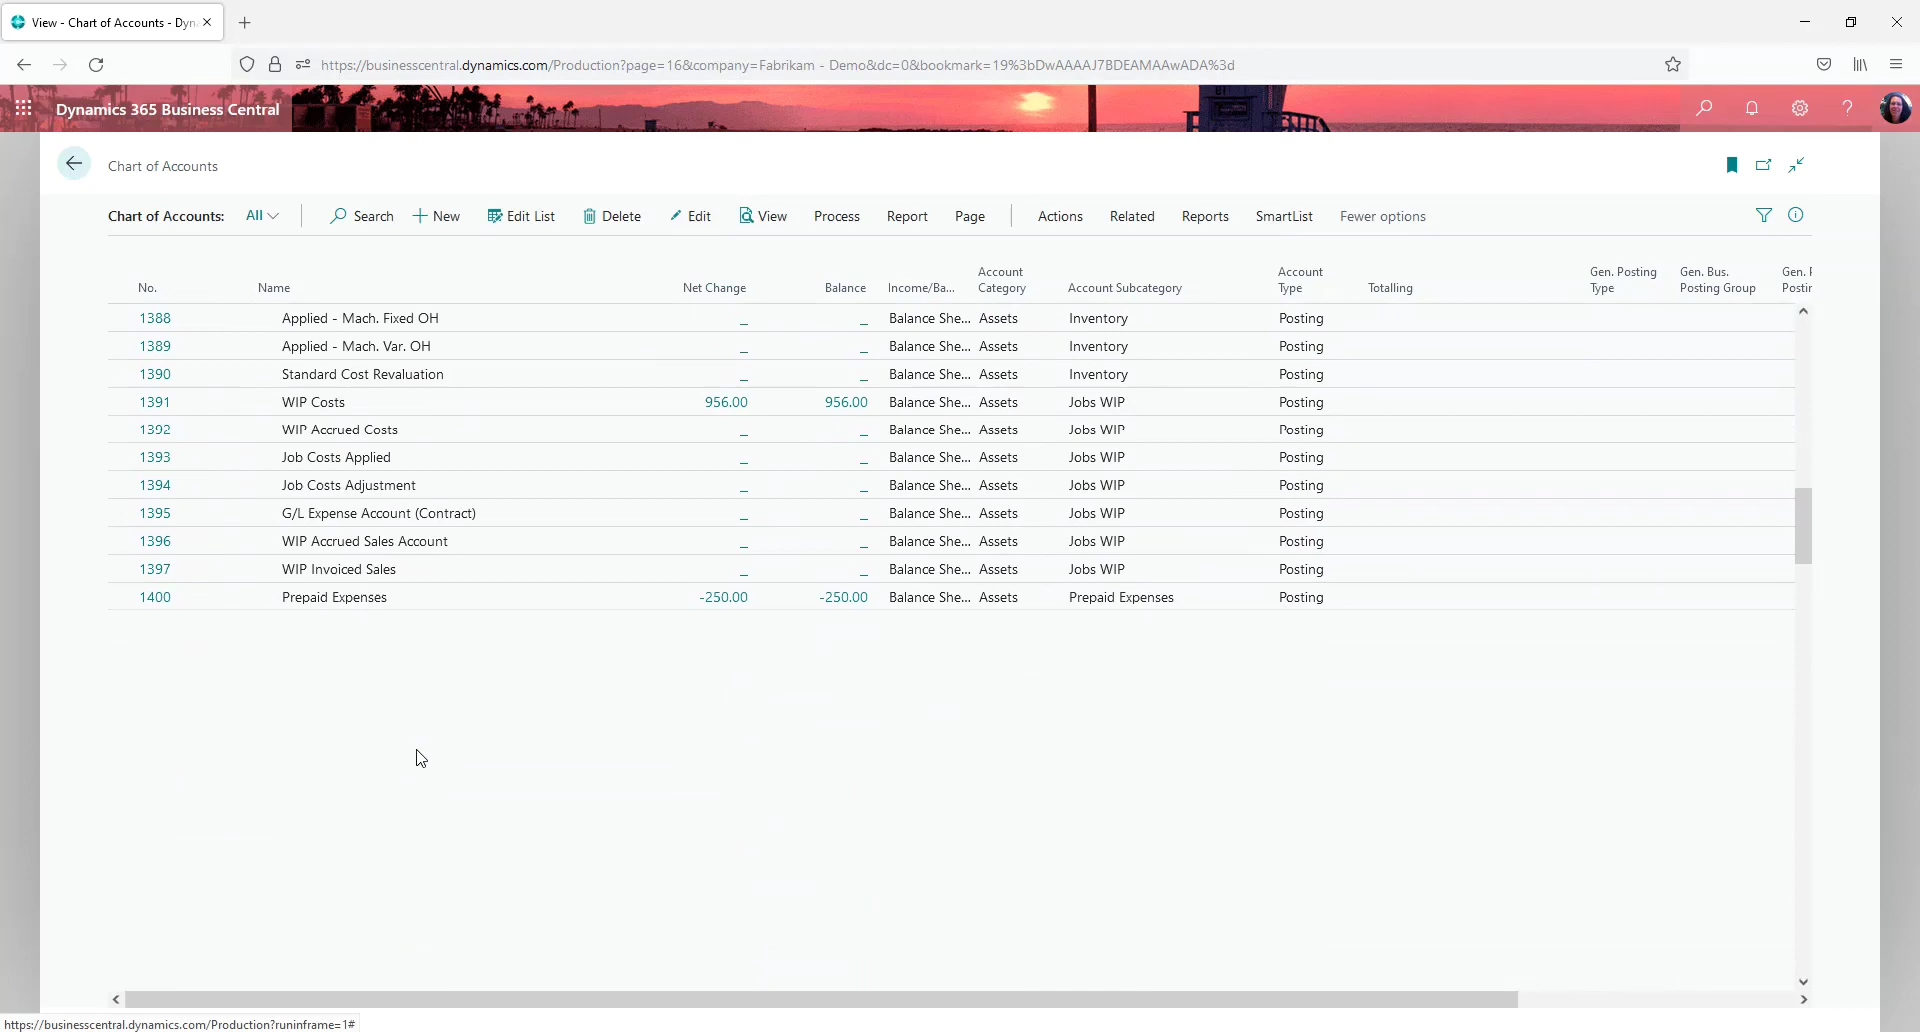 View - Chart of Accounts - Dyn
https://businesscentral.dynamics.com/Production?page=16&company=Fabrikam - Demo&dc=0&bookmark=19%3bDwAAAAJ7BDEAMAAwADA%3d
Dynamics 365 Business Central
Chart of Accounts
Chart of Accounts: All Search New Edit List Delete Edit View Process Report Page Actions Related Reports SmartList Fewer options
No. Name Net Change Balance Income/Ba... Account Category Account Subcategory Account Type Totalling Gen. Posting Type Gen. Bus. Posting Group Gen. P Postin
1388 Applied - Mach. Fixed OH _ _ Balance She... Assets Inventory Posting
1389 Applied - Mach. Var. OH _ _ Balance She... Assets Inventory Posting
1390 Standard Cost Revaluation _ _ Balance She... Assets Inventory Posting
1391 WIP Costs 956.00 956.00 Balance She... Assets Jobs WIP Posting
1392 WIP Accrued Costs _ _ Balance She... Assets Jobs WIP Posting
1393 Job Costs Applied _ _ Balance She... Assets Jobs WIP Posting
1394 Job Costs Adjustment _ _ Balance She... Assets Jobs WIP Posting
1395 G/L Expense Account (Contract) _ _ Balance She... Assets Jobs WIP Posting
1396 WIP Accrued Sales Account _ _ Balance She... Assets Jobs WIP Posting
1397 WIP Invoiced Sales _ _ Balance She... Assets Jobs WIP Posting
1400 Prepaid Expenses -250.00 -250.00 Balance She... Assets Prepaid Expenses Posting
https://businesscentral.dynamics.com/Production?runinframe=1#